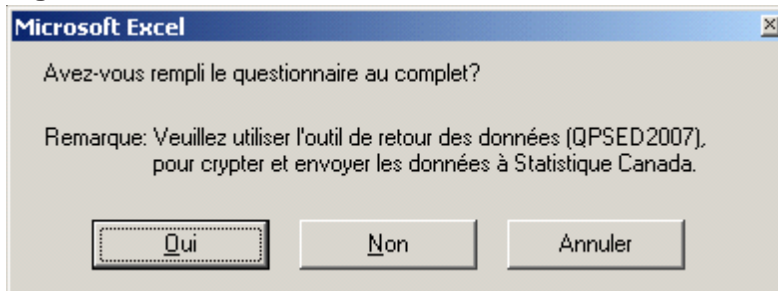 Microsoft Excel
Avez-vous rempli le questionnaire au complet?
Remarque: Veuillez utiliser l'outil de retour des données (QPSED2007),
pour crypter et envoyer les données à Statistique Canada.
Oui Non Annuler